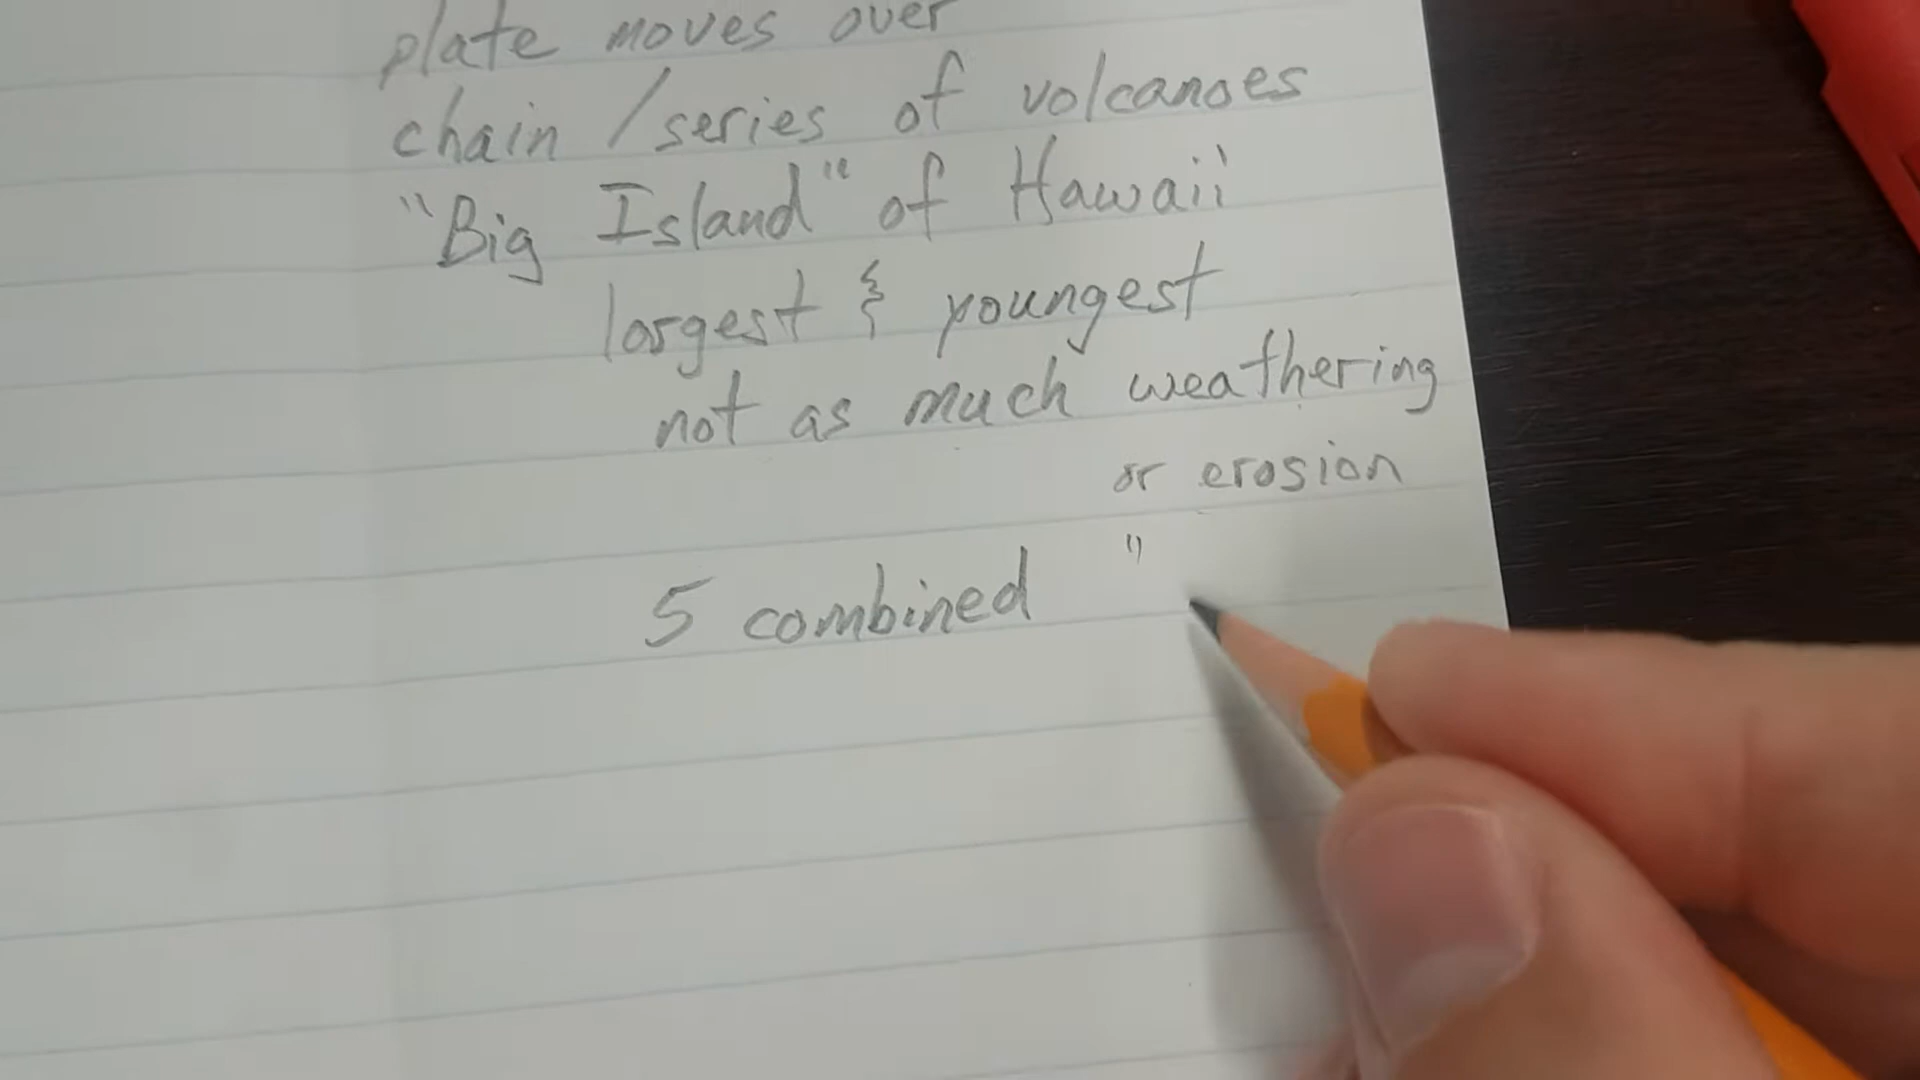 plate moves over
chain / series of volcanoes
"Big Island" of Hawaii
largest & youngest
not as much weathering
or erosion
5 combined "